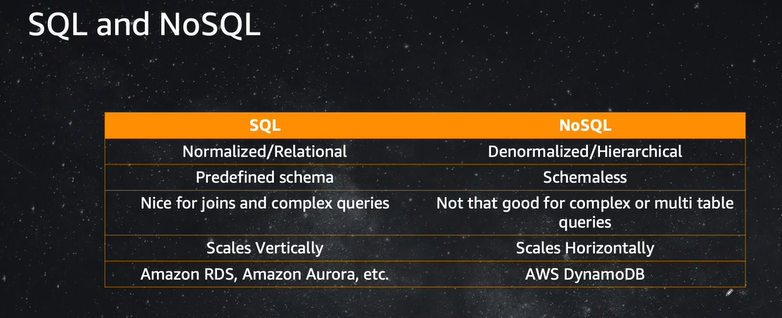 SQL and NoSQL
SQL NoSQL
Normalized/Relational Denormalized/Hierarchical
Predefined schema Schemaless
Nice for joins and complex queries Not that good for complex or multi table
queries
Scales Vertically Scales Horizontally
Amazon RDS, Amazon Aurora, etc. AWS DynamoDB